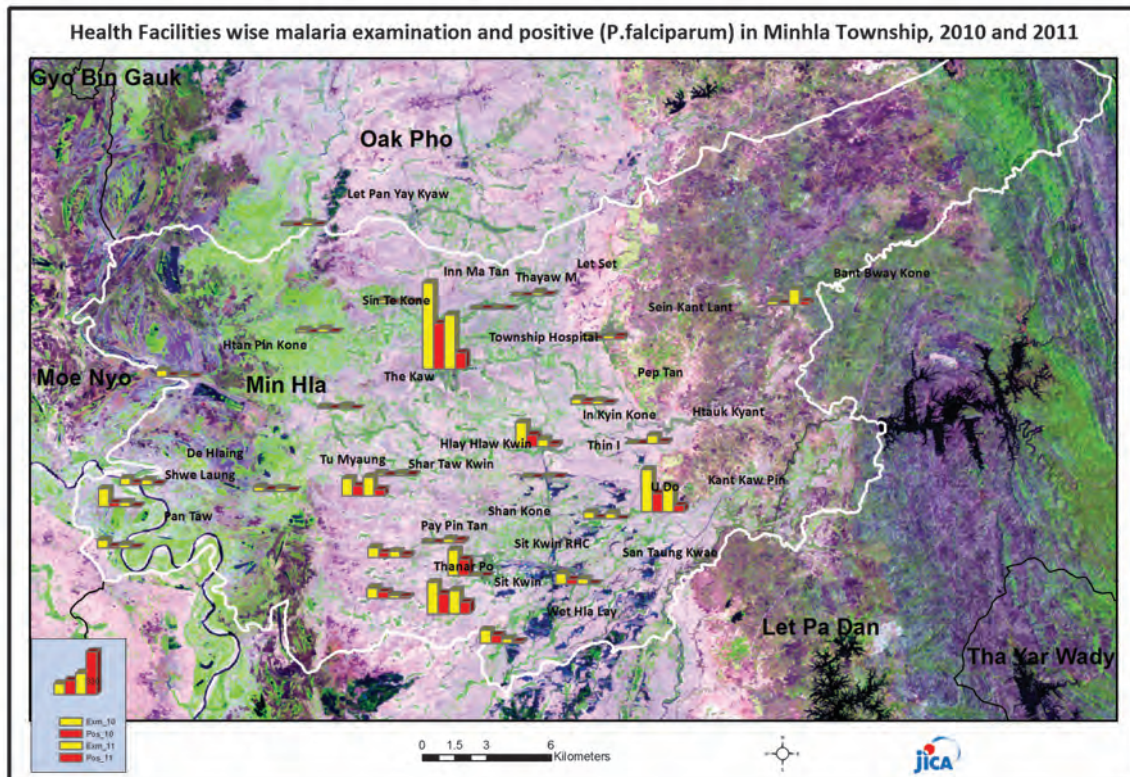 Health Facilities wise malaria examination and positive (P.falciparum) in Minhla Township, 2010 and 2011
Gyo Bin Gauk
Oak Pho
Let Pan Yay Kyaw
Inn Ma Tan
Thayaw M
Let Set
Bant Bway Kone
Sin Te Kone
Sein Kant Lant
Htan Pin Kone
Township Hospital
Moe Nyo
Min Hla
The Kaw
Pep Tan
In Kyin Kone
Htauk Kyant
Hlay Hlaw Kwin
Thin I
De Hlaing
Tu Myaung
Shar Taw Kwin
Shwe Laung
U Do
Kant Kaw Pin
Pan Taw
Shan Kone
Pay Pin Tan
Sit Kwin RHC
San Taung Kwae
Thanar Po
Sit Kwin
Wet Hla Lay
Let Pa Dan
Tha Yar Wady
Exm_10
Pos_10
Exm_11
Pos_11
0 1.5 3 6
Kilometers
N
W E
S
jICA